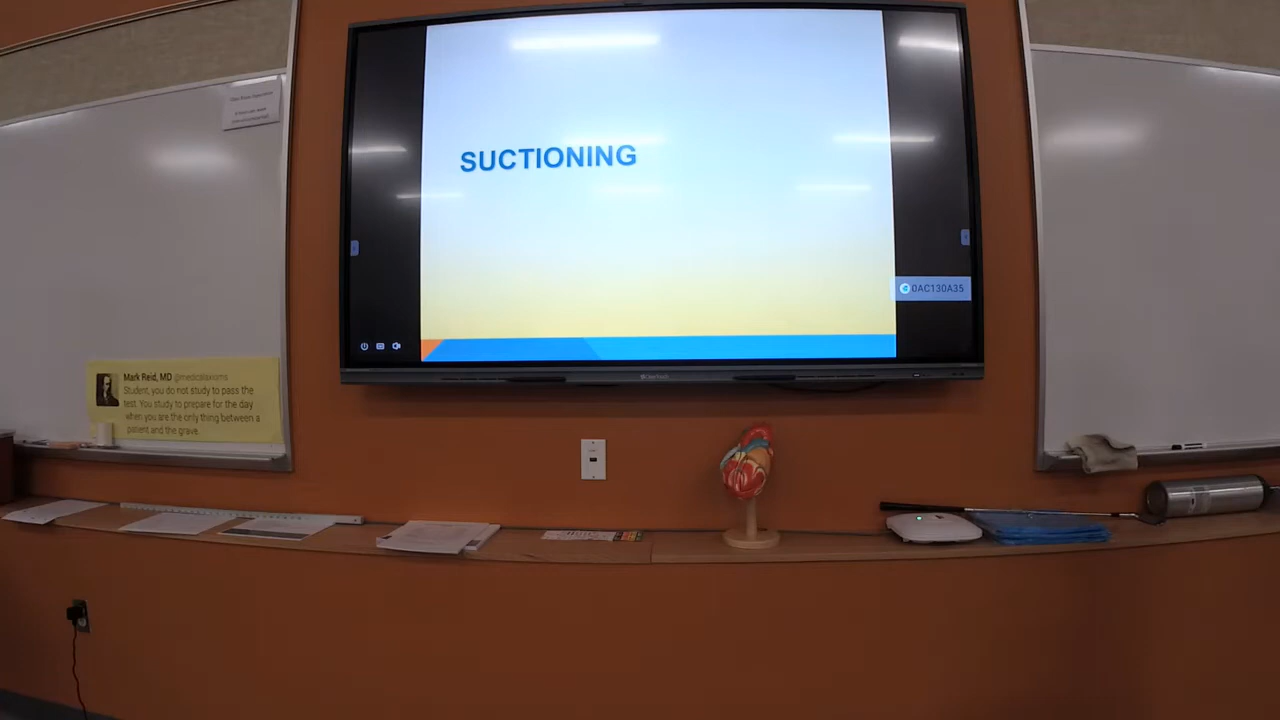 SUCTIONING
0AC130A35
Mark Reid, MD @medicalaxioms
Student, you do not study to pass the
test. You study to prepare for the day
when you are the only thing between a
patient and the grave.